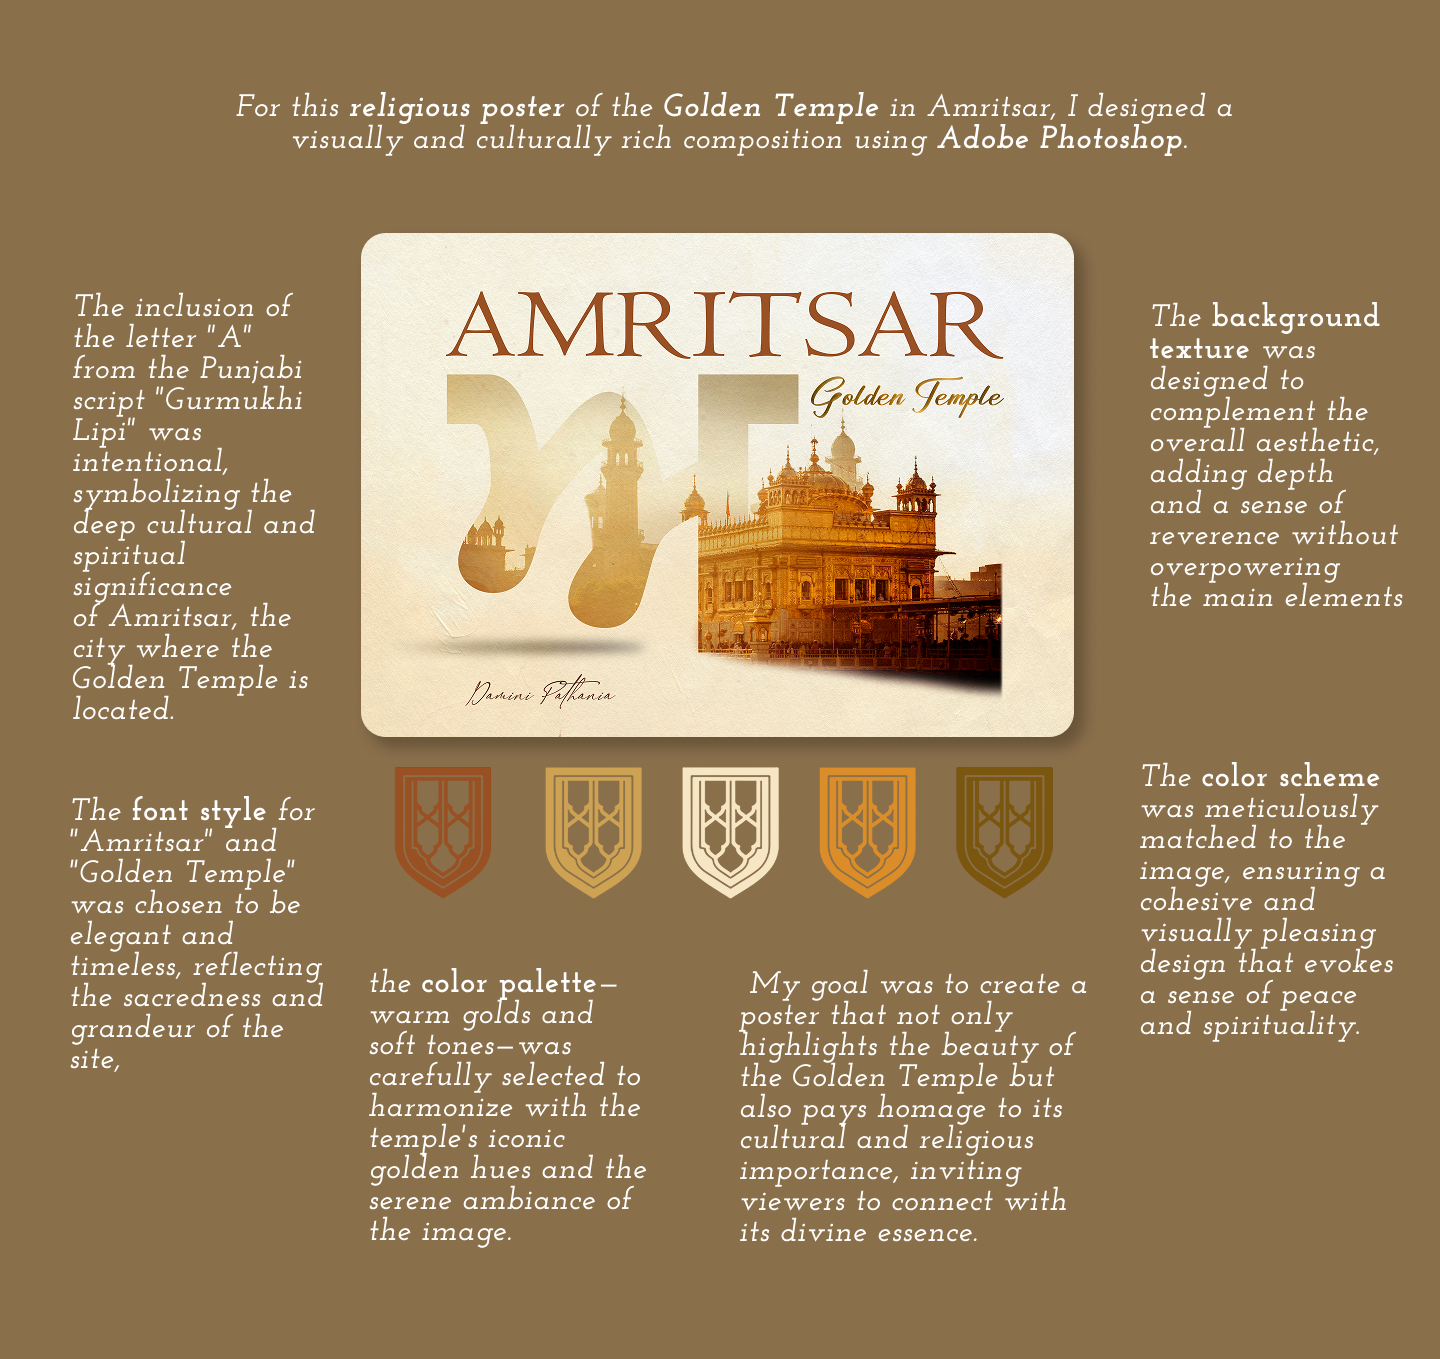 For this religious poster of the Golden Temple in Amritsar, I designed a
visually and culturally rich composition using Adobe Photoshop.
AMRITSAR
ਅ
Golden Temple
Damini Pathania
The inclusion of
the letter "A"
from the Punjabi
script "Gurmukhi
Lipi" was
intentional,
symbolizing the
deep cultural and
spiritual
significance
of Amritsar, the
city where the
Golden Temple is
located.
The background
texture was
designed to
complement the
overall aesthetic,
adding depth
and a sense of
reverence without
overpowering
the main elements
The font style for
"Amritsar" and
"Golden Temple"
was chosen to be
elegant and
timeless, reflecting
the sacredness and
grandeur of the
site,
the color palette—
warm golds and
soft tones—was
carefully selected to
harmonize with the
temple's iconic
golden hues and the
serene ambiance of
the image.
My goal was to create a
poster that not only
highlights the beauty of
the Golden Temple but
also pays homage to its
cultural and religious
importance, inviting
viewers to connect with
its divine essence.
The color scheme
was meticulously
matched to the
image, ensuring a
cohesive and
visually pleasing
design that evokes
a sense of peace
and spirituality.